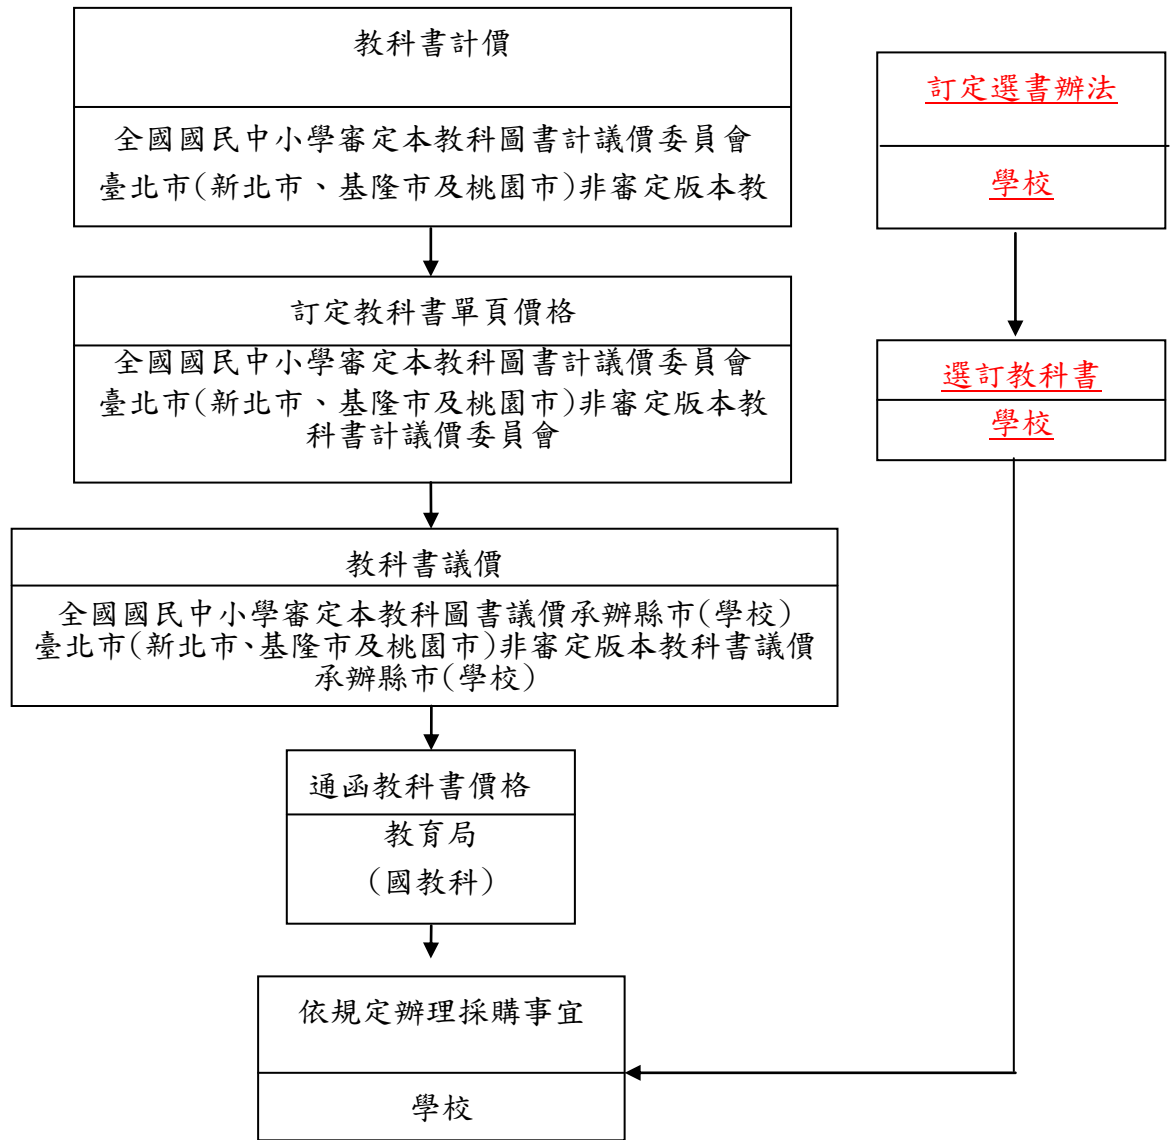 教科書計價
全國國民中小學審定本教科圖書計議價委員會
臺北市(新北市、基隆市及桃園市)非審定版本教
訂定教科書單頁價格
全國國民中小學審定本教科圖書計議價委員會
臺北市(新北市、基隆市及桃園市)非審定版本教
科書計議價委員會
教科書議價
全國國民中小學審定本教科圖書議價承辦縣市(學校)
臺北市(新北市、基隆市及桃園市)非審定版本教科書議價
承辦縣市(學校)
通函教科書價格
教育局
(國教科)
依規定辦理採購事宜
學校
訂定選書辦法
學校
選訂教科書
學校